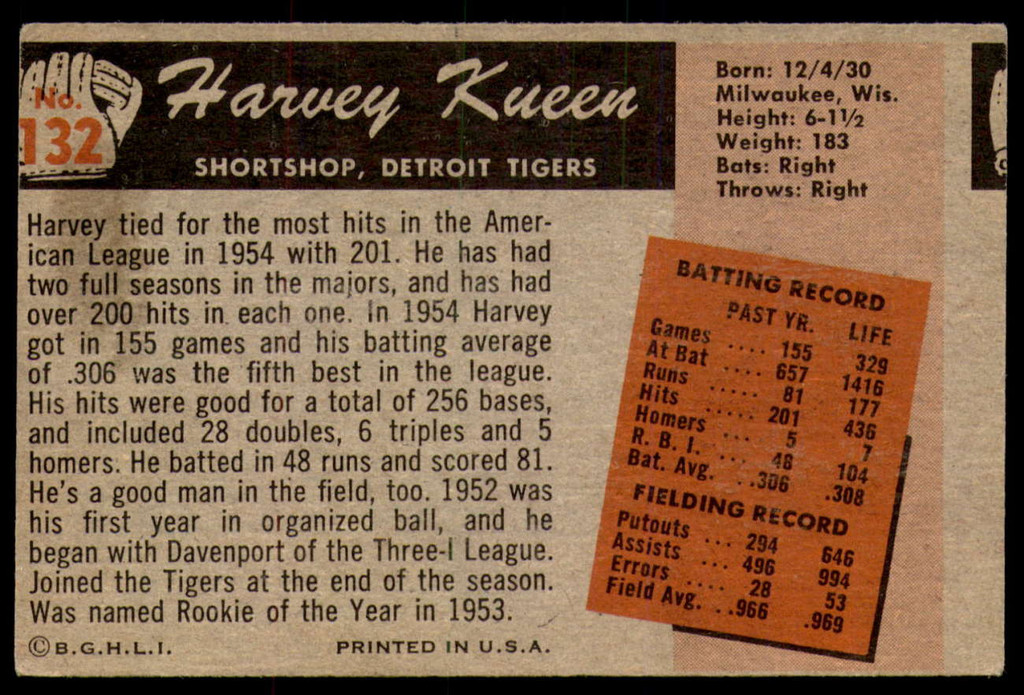 No.
132
Harvey Kueen
SHORTSHOP, DETROIT TIGERS
Born: 12/4/30
Milwaukee, Wis.
Height: 6-1½
Weight: 183
Bats: Right
Throws: Right
Harvey tied for the most hits in the Amer-
ican League in 1954 with 201. He has had
two full seasons in the majors, and has had
over 200 hits in each one. In 1954 Harvey
got in 155 games and his batting average
of .306 was the fifth best in the league.
His hits were good for a total of 256 bases,
and included 28 doubles, 6 triples and 5
homers. He batted in 48 runs and scored 81.
He's a good man in the field, too. 1952 was
his first year in organized ball, and he
began with Davenport of the Three-I League.
Joined the Tigers at the end of the season.
Was named Rookie of the Year in 1953.
©B.G.H.L.I. PRINTED IN U.S.A.
BATTING RECORD
PAST YR. LIFE
Games .... 155 329
At Bat .... 657 1416
Runs ..... 81 177
Hits ..... 201 436
Homers ... 5 7
R. B. I. ... 48 104
Bat. Avg. ..306 .308
FIELDING RECORD
Putouts ... 294 646
Assists ... 496 994
Errors .... 28 53
Field Avg. ..966 .969